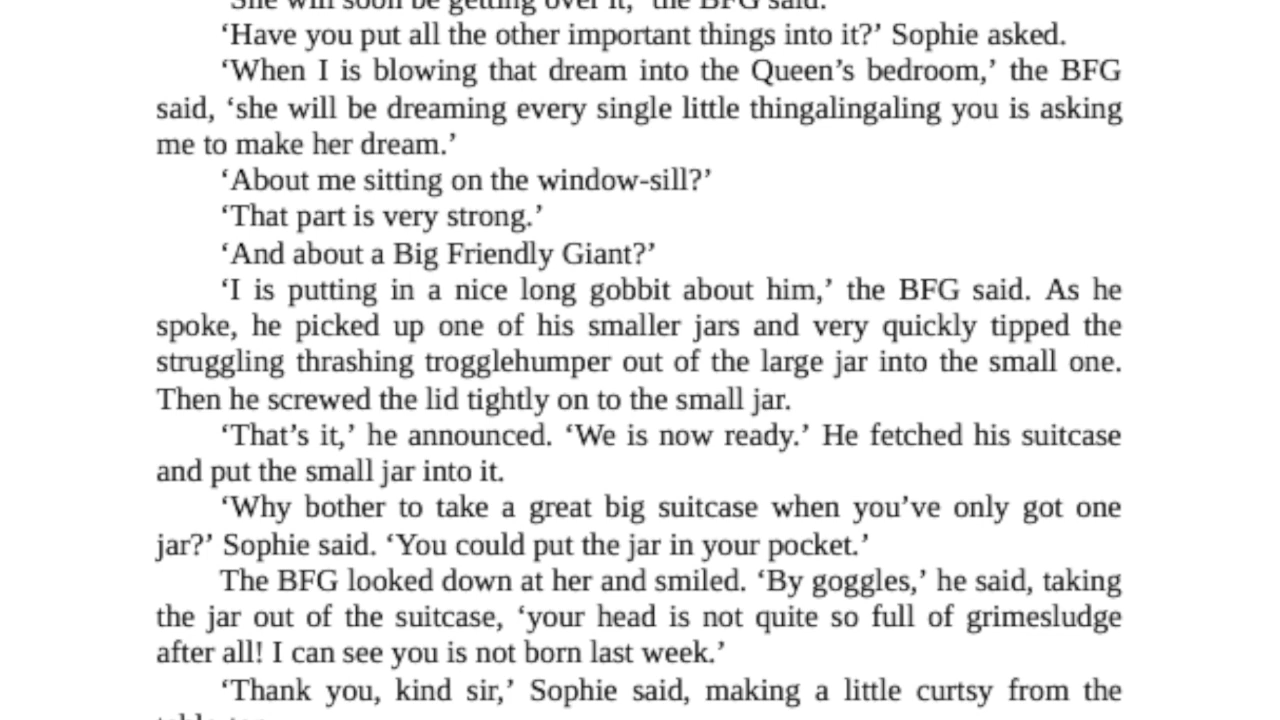 ‘She will soon be getting over it,’ the BFG said.
‘Have you put all the other important things into it?’ Sophie asked.
‘When I is blowing that dream into the Queen’s bedroom,’ the BFG
said, ‘she will be dreaming every single little thingalingaling you is asking
me to make her dream.’
‘About me sitting on the window-sill?’
‘That part is very strong.’
‘And about a Big Friendly Giant?’
‘I is putting in a nice long gobbit about him,’ the BFG said. As he
spoke, he picked up one of his smaller jars and very quickly tipped the
struggling thrashing trogglehumper out of the large jar into the small one.
Then he screwed the lid tightly on to the small jar.
‘That’s it,’ he announced. ‘We is now ready.’ He fetched his suitcase
and put the small jar into it.
‘Why bother to take a great big suitcase when you’ve only got one
jar?’ Sophie said. ‘You could put the jar in your pocket.’
The BFG looked down at her and smiled. ‘By goggles,’ he said, taking
the jar out of the suitcase, ‘your head is not quite so full of grimesludge
after all! I can see you is not born last week.’
‘Thank you, kind sir,’ Sophie said, making a little curtsy from the